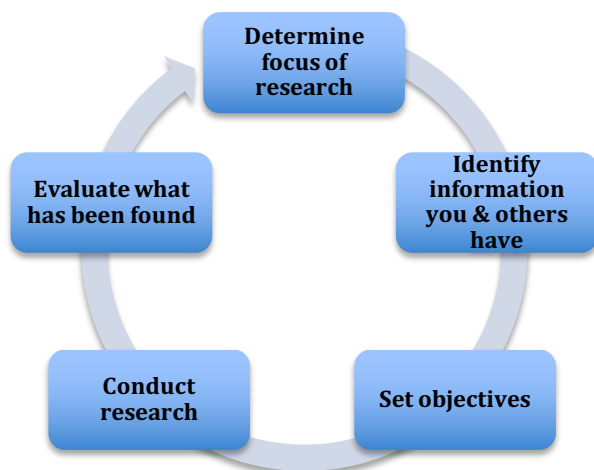 Determine
focus of
research
Identify
information
you & others
have
Set objectives
Conduct
research
Evaluate what
has been found